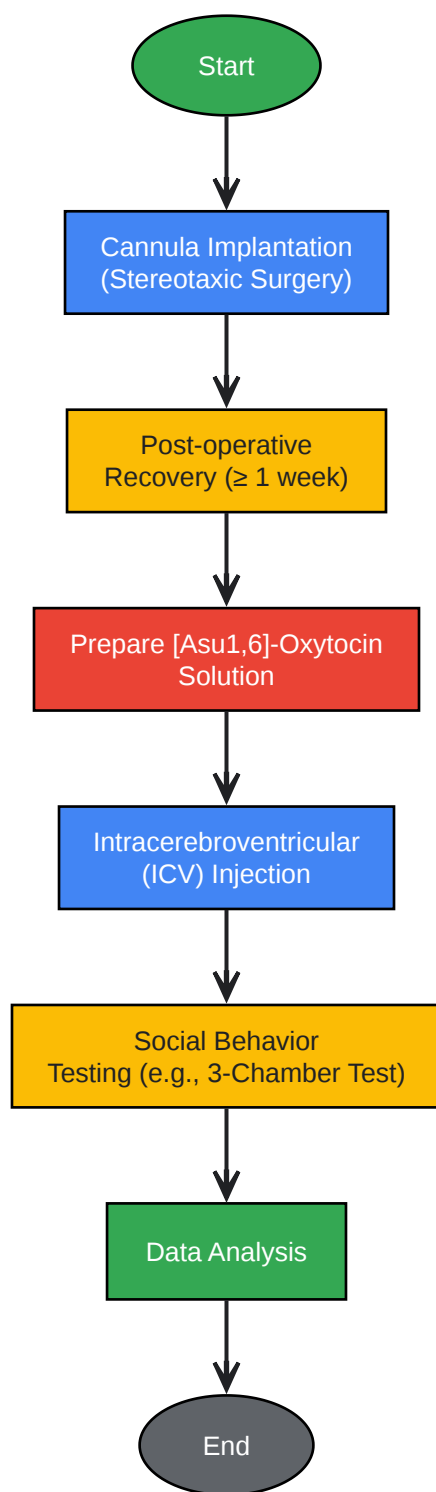 Start
Cannula Implantation
(Stereotaxic Surgery)
Post-operative
Recovery (≥ 1 week)
Prepare [Asu1,6]-Oxytocin
Solution
Intracerebroventricular
(ICV) Injection
Social Behavior
Testing (e.g., 3-Chamber Test)
Data Analysis
End